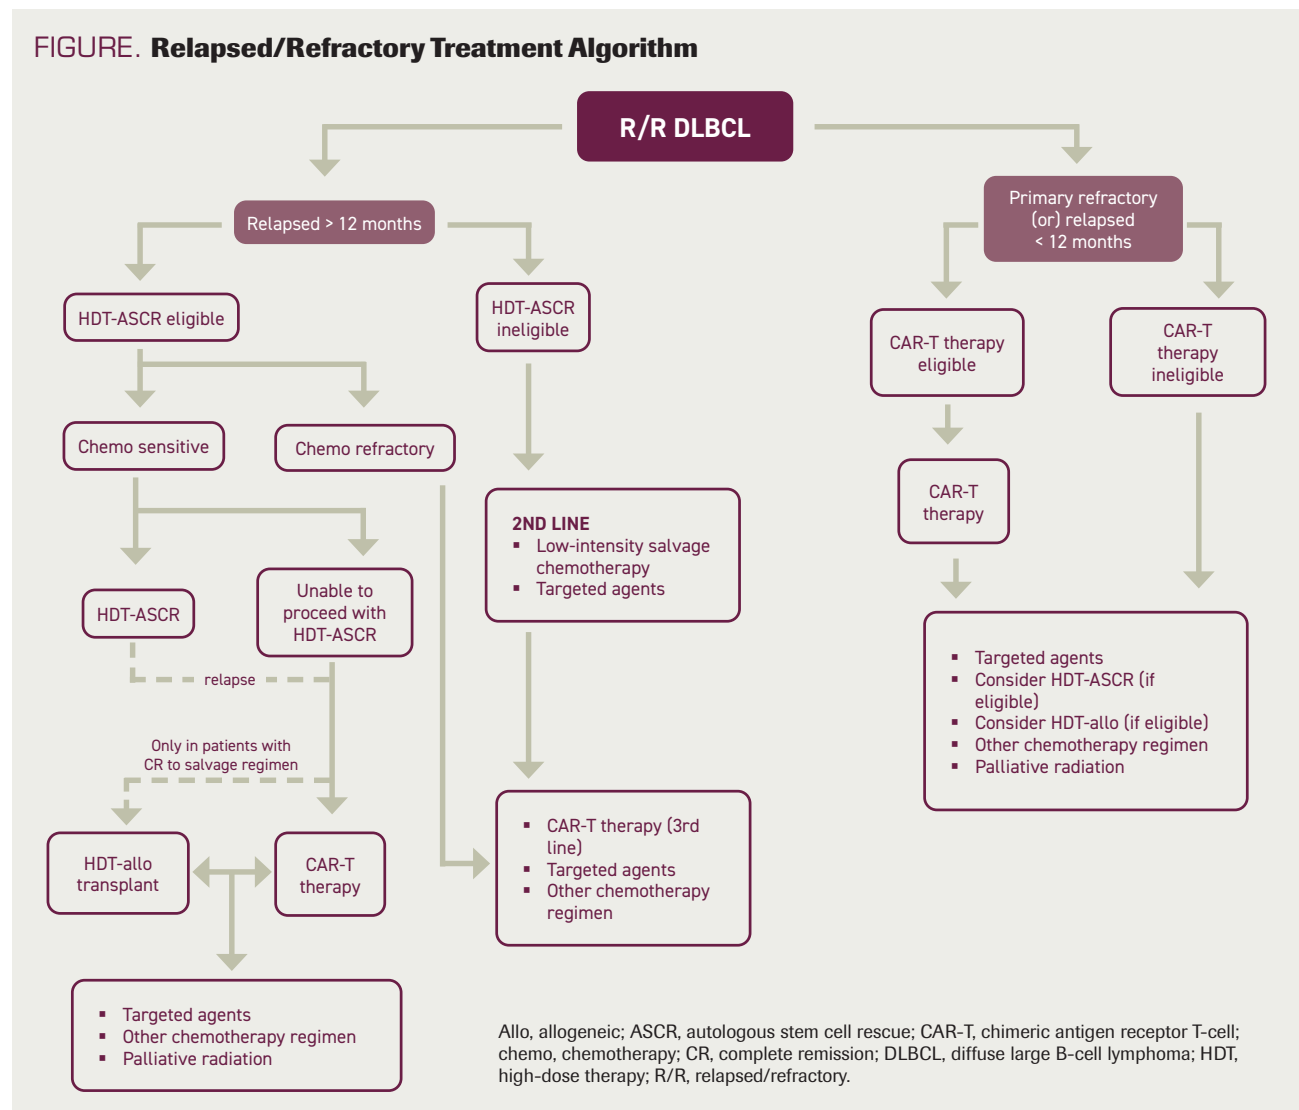 FIGURE. Relapsed/Refractory Treatment Algorithm
R/R DLBCL
Relapsed > 12 months
Primary refractory
(or) relapsed
< 12 months
HDT-ASCR eligible
HDT-ASCR
ineligible
CAR-T therapy
eligible
CAR-T
therapy
ineligible
Chemo sensitive
Chemo refractory
CAR-T
therapy
2ND LINE
▪ Low-intensity salvage
chemotherapy
▪ Targeted agents
HDT-ASCR
Unable to
proceed with
HDT-ASCR
relapse
▪ Targeted agents
▪ Consider HDT-ASCR (if
eligible)
▪ Consider HDT-allo (if eligible)
▪ Other chemotherapy regimen
▪ Palliative radiation
Only in patients with
CR to salvage regimen
HDT-allo
transplant
CAR-T
therapy
▪ CAR-T therapy (3rd
line)
▪ Targeted agents
▪ Other chemotherapy
regimen
▪ Targeted agents
▪ Other chemotherapy regimen
▪ Palliative radiation
Allo, allogeneic; ASCR, autologous stem cell rescue; CAR-T, chimeric antigen receptor T-cell;
chemo, chemotherapy; CR, complete remission; DLBCL, diffuse large B-cell lymphoma; HDT,
high-dose therapy; R/R, relapsed/refractory.